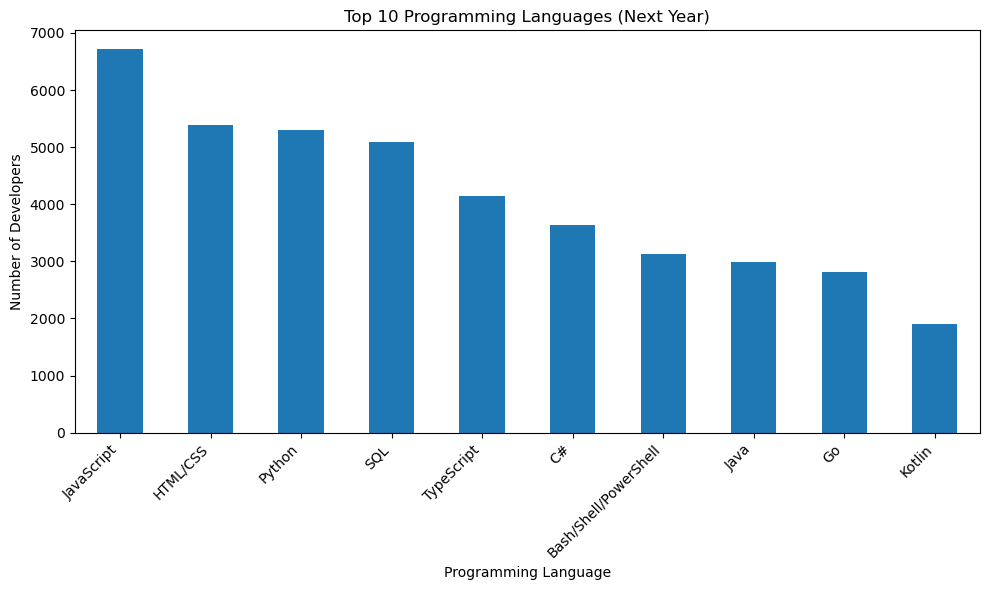 Top 10 Programming Languages (Next Year)
Number of Developers
7000
6000
5000
4000
3000
2000
1000
0
JavaScript
HTML/CSS
Python
SQL
TypeScript
C#
Bash/Shell/PowerShell
Java
Go
Kotlin
Programming Language